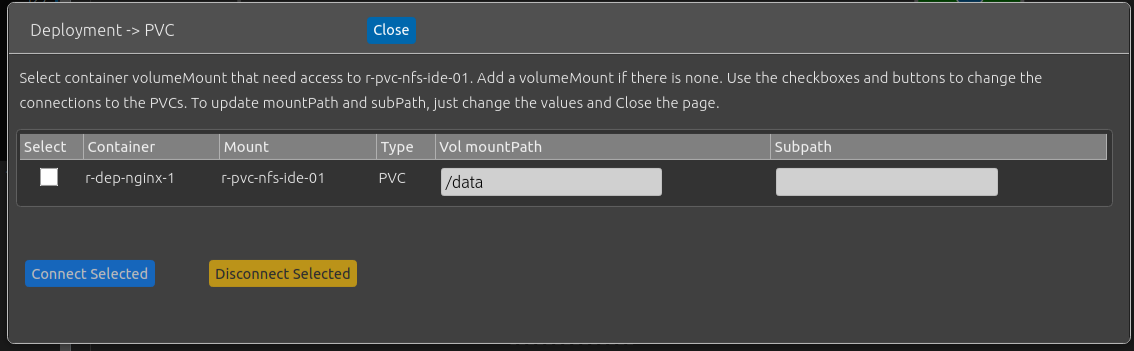 Deployment -> PVC Close
Select container volumeMount that need access to r-pvc-nfs-ide-01. Add a volumeMount if there is none. Use the checkboxes and buttons to change the
connections to the PVCs. To update mountPath and subPath, just change the values and Close the page.
Select Container Mount Type Vol mountPath Subpath
r-dep-nginx-1 r-pvc-nfs-ide-01 PVC /data
Connect Selected Disconnect Selected